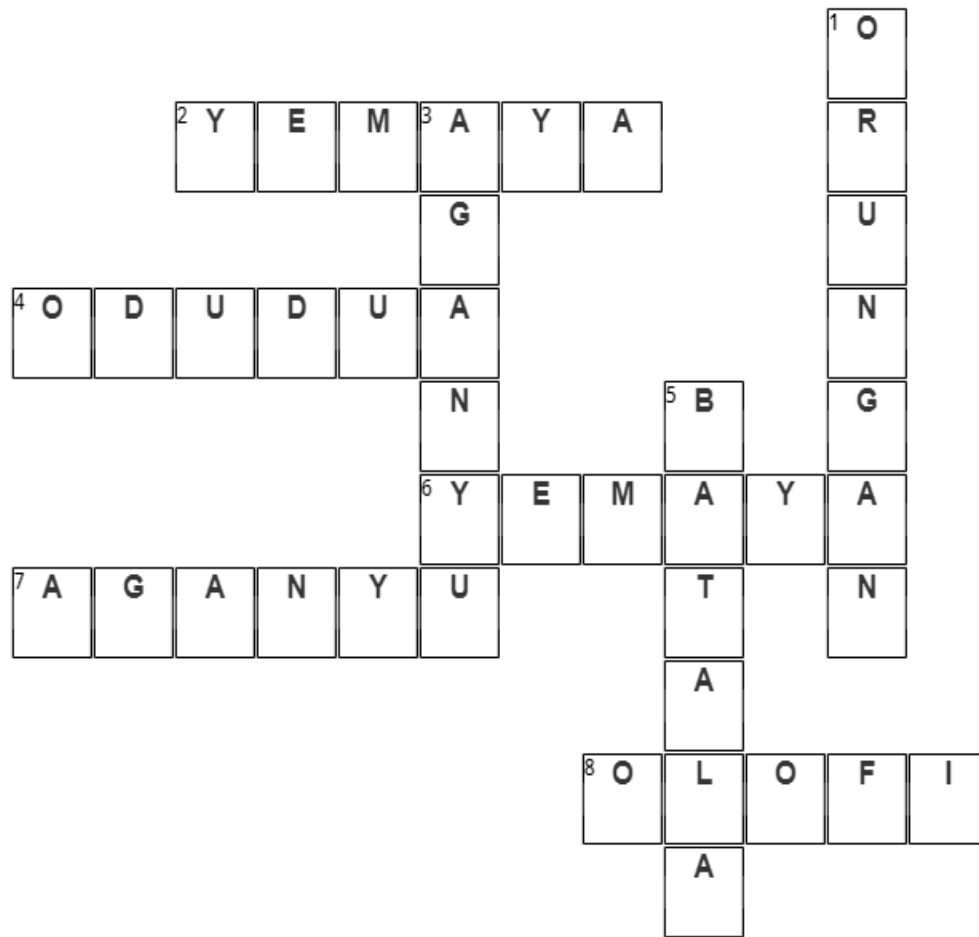 1 O
2 Y E M 3 A Y A R
G U
4 O D U D U A N
N 5 B G
6 Y E M A Y A
7 A G A N Y U T N
A
8 O L O F I
A